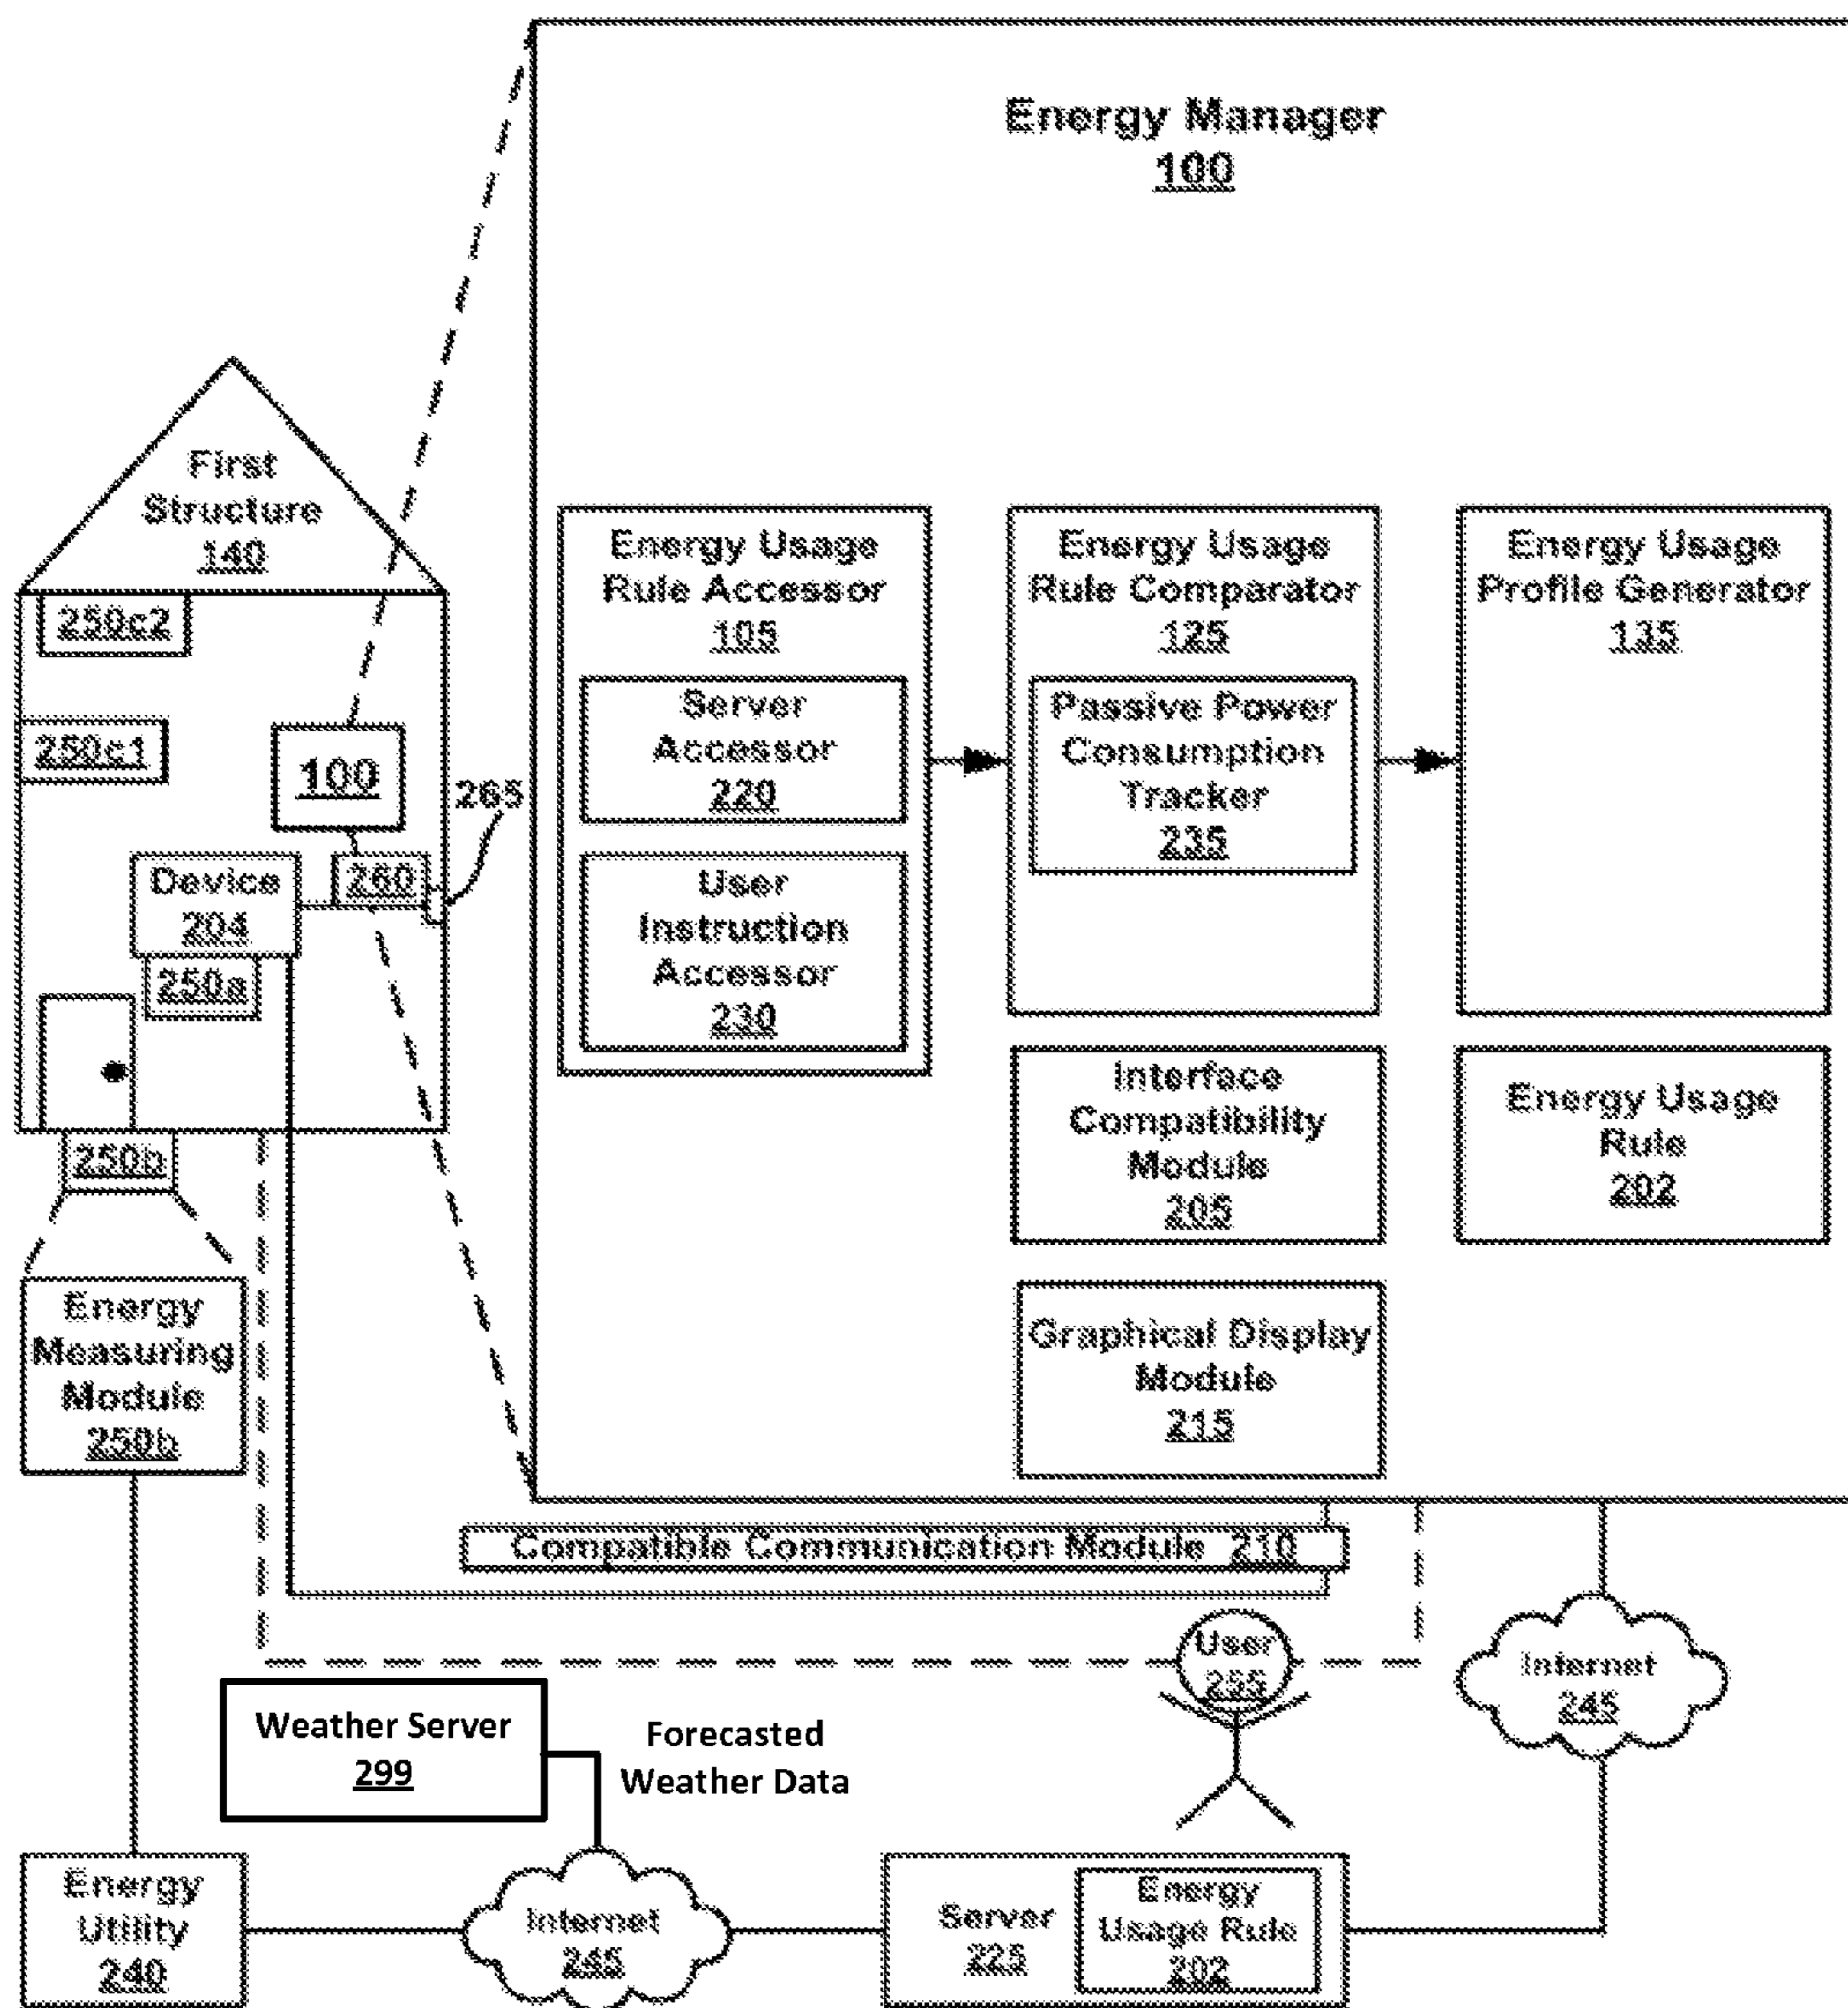 Energy Manager
100
First
Structure
140
250c2
250c1
100
265
Device
204
260
250a
250b
Energy Usage
Rule Accessor
105
Server
Accessor
220
User
Instruction
Accessor
230
Energy Usage
Rule Comparator
125
Passive Power
Consumption
Tracker
235
Energy Usage
Profile Generator
135
Interface
Compatibility
Module
205
Energy Usage
Rule
202
Graphical Display
Module
215
Energy
Measuring
Module
250b
Compatible Communication Module 210
User
255
Internet
245
Weather Server
299
Forecasted
Weather Data
Energy
Utility
240
Internet
245
Server
225
Energy
Usage Rule
202